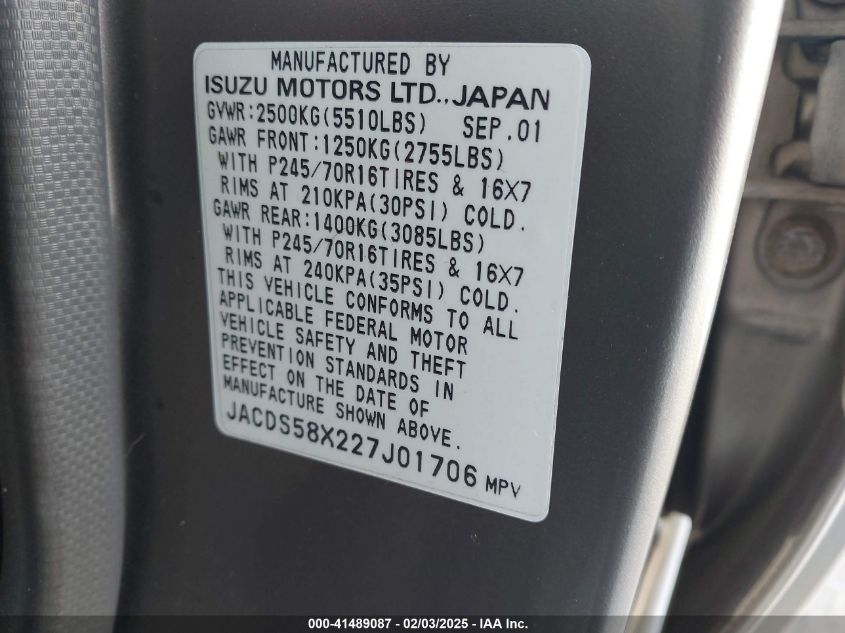 MANUFACTURED BY
ISUZU MOTORS LTD.,JAPAN
GVWR:2500KG(5510LBS) SEP.01
GAWR FRONT:1250KG(2755LBS)
WITH P245/70R16TIRES & 16X7
RIMS AT 210KPA(30PSI) COLD.
GAWR REAR:1400KG(3085LBS)
WITH P245/70R16TIRES & 16X7
RIMS AT 240KPA(35PSI) COLD.
THIS VEHICLE CONFORMS TO ALL
APPLICABLE FEDERAL MOTOR
VEHICLE SAFETY AND THEFT
PREVENTION STANDARDS IN
EFFECT ON THE DATE OF
MANUFACTURE SHOWN ABOVE.
JACDS58X227J01706 MPV
000-41489087 - 02/03/2025 - IAA Inc.